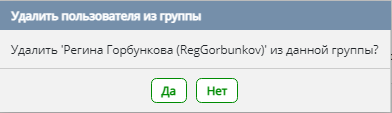 Удалить пользователя из группы
Удалить 'Регина Горбункова (RegGorbunkov)' из данной группы?
Да Нет